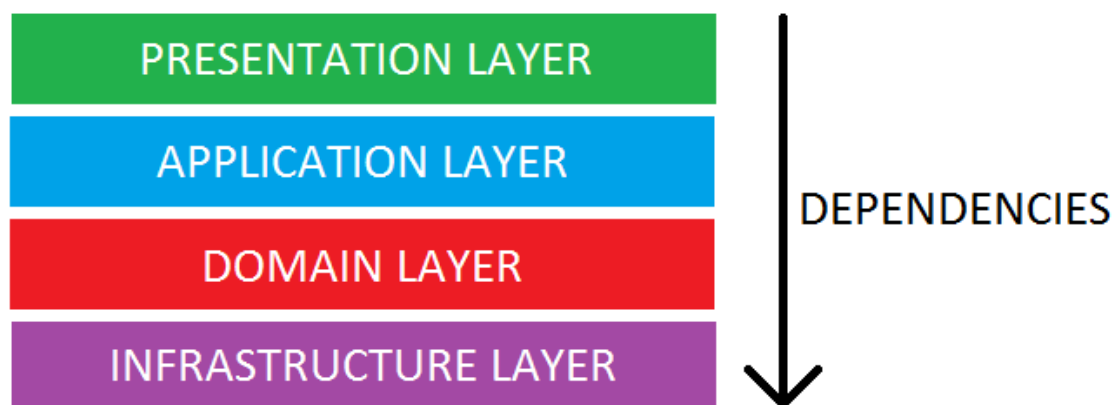 PRESENTATION LAYER
APPLICATION LAYER
DEPENDENCIES
DOMAIN LAYER
INFRASTRUCTURE LAYER